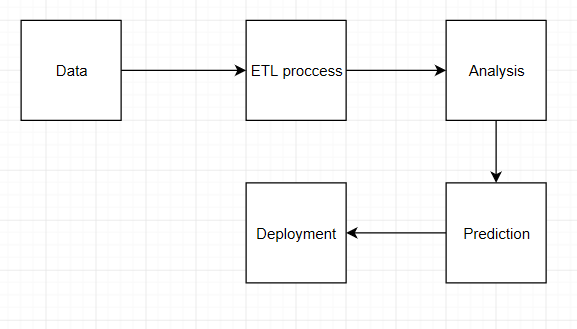 Data
ETL proccess
Analysis
Prediction
Deployment